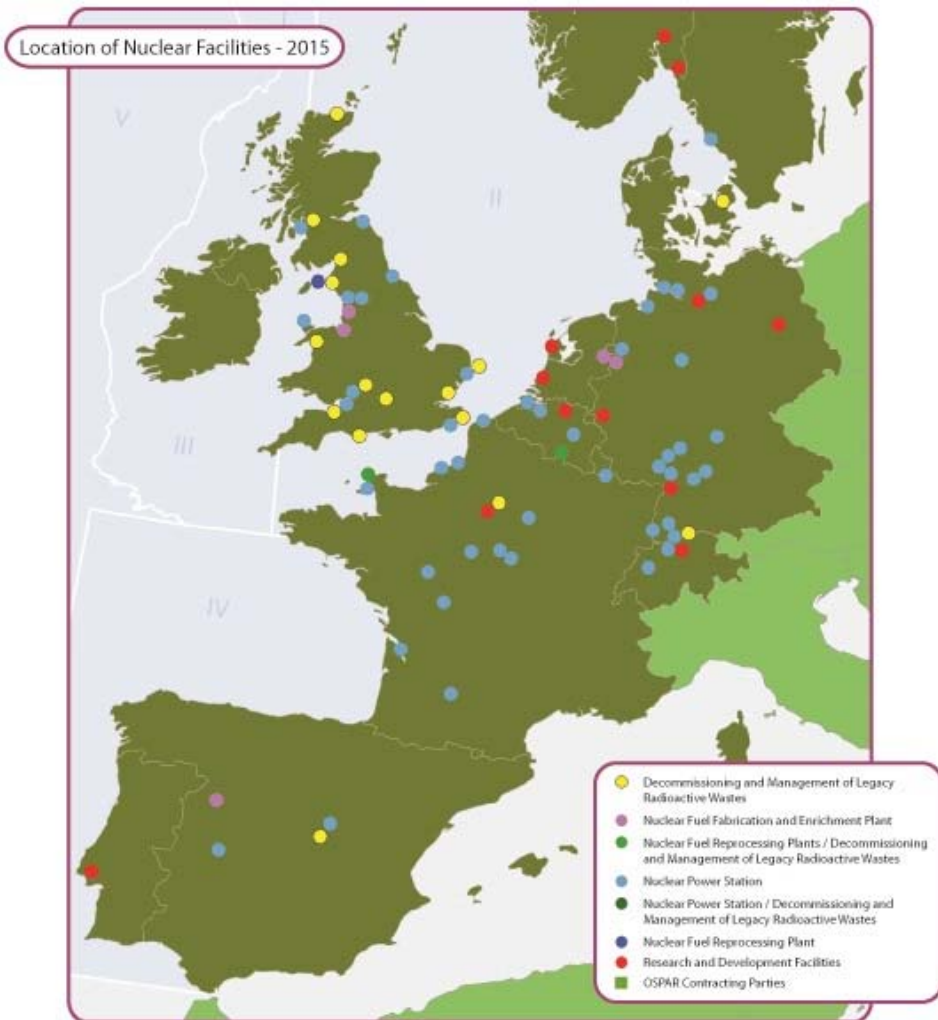 Location of Nuclear Facilities - 2015
V
II
III
IV
Decommissioning and Management of Legacy
Radioactive Wastes
Nuclear Fuel Fabrication and Enrichment Plant
Nuclear Fuel Reprocessing Plants / Decommissioning
and Management of Legacy Radioactive Wastes
Nuclear Power Station
Nuclear Power Station / Decommissioning and
Management of Legacy Radioactive Wastes
Nuclear Fuel Reprocessing Plant
Research and Development Facilities
OSPAR Contracting Parties